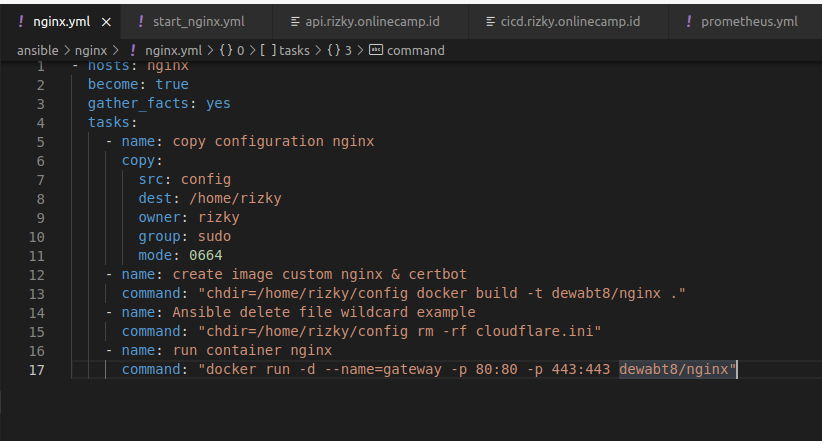 ! nginx.yml × ! start_nginx.yml api.rizky.onlinecamp.id cicd.rizky.onlinecamp.id ! prometheus.yml
ansible > nginx > ! nginx.yml > {} 0 > [ ] tasks > {} 3 > abc command
1 - hosts: nginx
2   become: true
3   gather_facts: yes
4   tasks:
5     - name: copy configuration nginx
6       copy:
7         src: config
8         dest: /home/rizky
9         owner: rizky
10         group: sudo
11         mode: 0664
12     - name: create image custom nginx & certbot
13       command: "chdir=/home/rizky/config docker build -t dewabt8/nginx ."
14     - name: Ansible delete file wildcard example
15       command: "chdir=/home/rizky/config rm -rf cloudflare.ini"
16     - name: run container nginx
17       command: "docker run -d --name=gateway -p 80:80 -p 443:443 dewabt8/nginx"